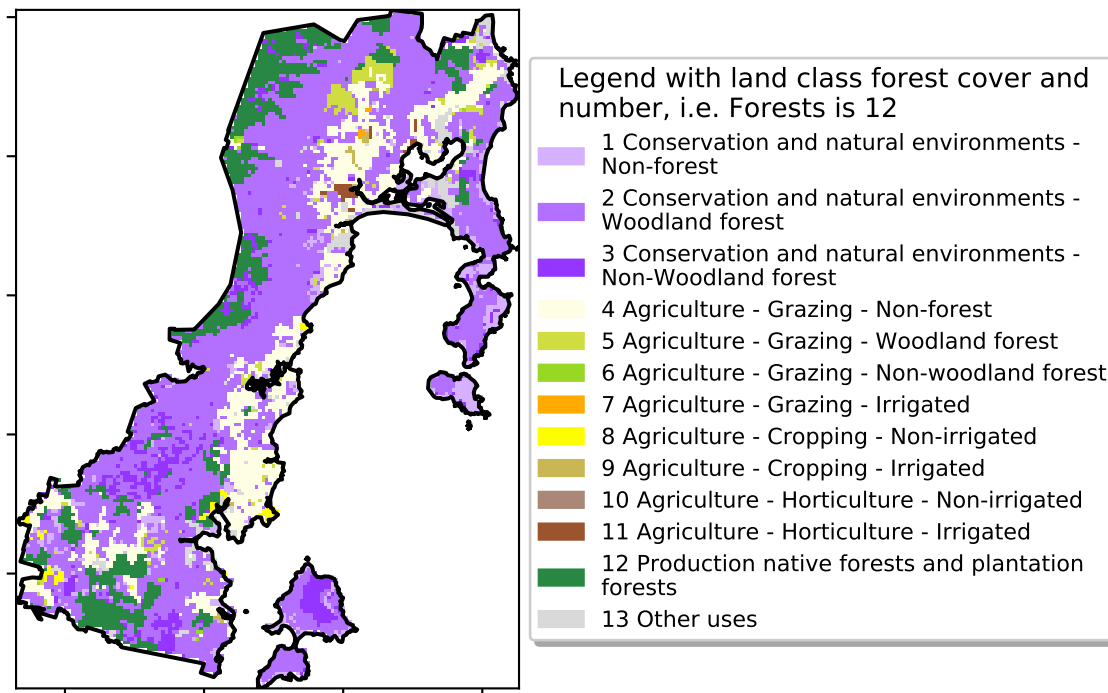 Legend with land class forest cover and
number, i.e. Forests is 12
1 Conservation and natural environments -
Non-forest
2 Conservation and natural environments -
Woodland forest
3 Conservation and natural environments -
Non-Woodland forest
4 Agriculture - Grazing - Non-forest
5 Agriculture - Grazing - Woodland forest
6 Agriculture - Grazing - Non-woodland forest
7 Agriculture - Grazing - Irrigated
8 Agriculture - Cropping - Non-irrigated
9 Agriculture - Cropping - Irrigated
10 Agriculture - Horticulture - Non-irrigated
11 Agriculture - Horticulture - Irrigated
12 Production native forests and plantation
forests
13 Other uses